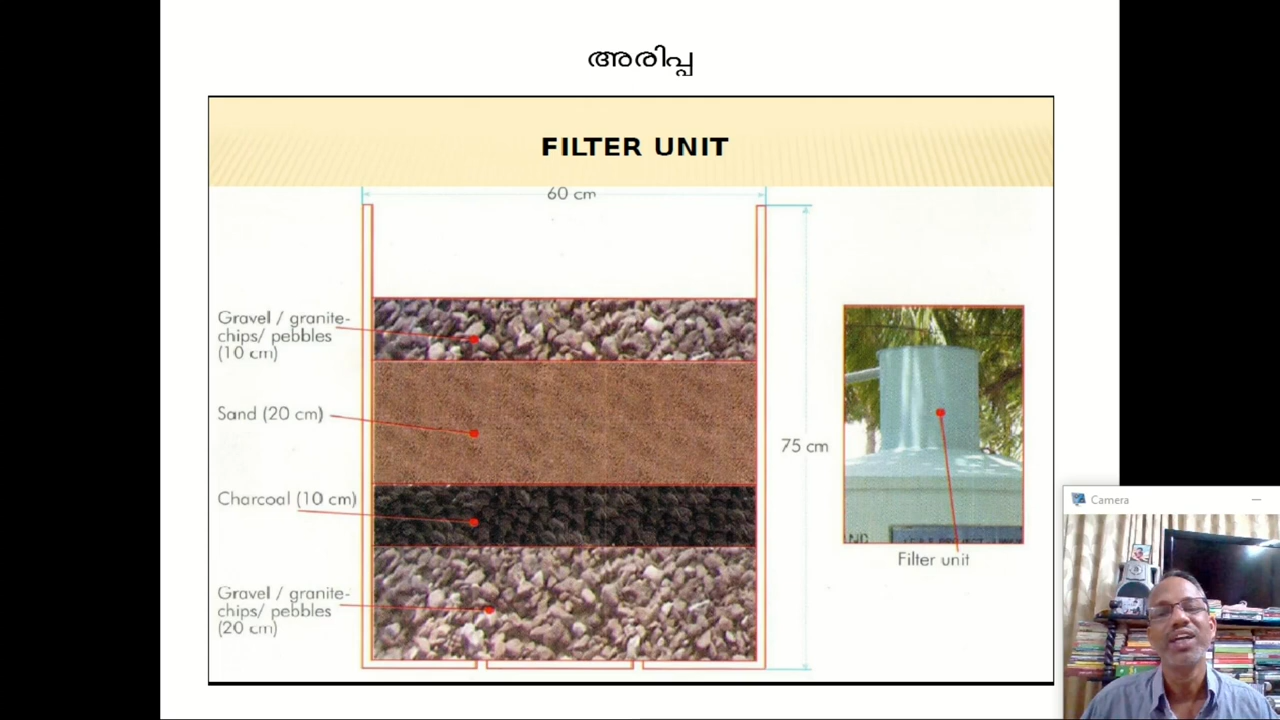 അരിപ്പ
FILTER UNIT
60 cm
Gravel / granite-
chips/ pebbles
(10 cm)
Sand (20 cm)
75 cm
Charcoal (10 cm)
Filter unit
Gravel / granite-
chips/ pebbles
(20 cm)
Camera